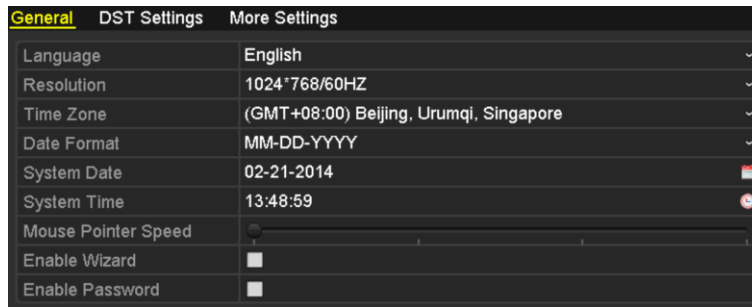 General DST Settings More Settings
Language English
Resolution 1024*768/60HZ
Time Zone (GMT+08:00) Beijing, Urumqi, Singapore
Date Format MM-DD-YYYY
System Date 02-21-2014
System Time 13:48:59
Mouse Pointer Speed
Enable Wizard
Enable Password